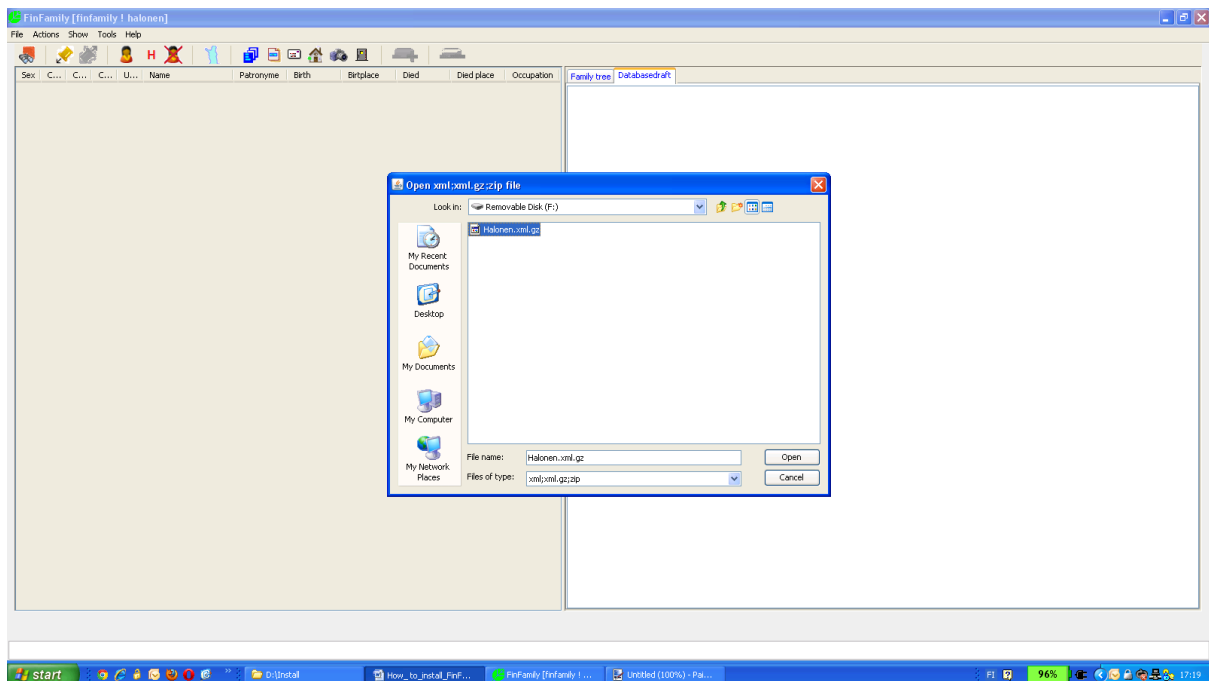 FinFamily [finfamily ! halonen]
File Actions Show Tools Help
H
Sex C... C... C... U... Name Patronyme Birth Birtplace Died Died place Occupation
Family tree Databasedraft
Open xml;xml.gz;zip file
Look in: Removable Disk (F:)
Halonen.xml.gz
My Recent
Documents
Desktop
My Documents
My Computer
My Network
Places
File name: Halonen.xml.gz Open
Files of type: xml;xml.gz;zip Cancel
start D:\Install How_to_install_FinF... FinFamily [finfamily ! ... Untitled (100%) - Pai... FI 96% 17:19